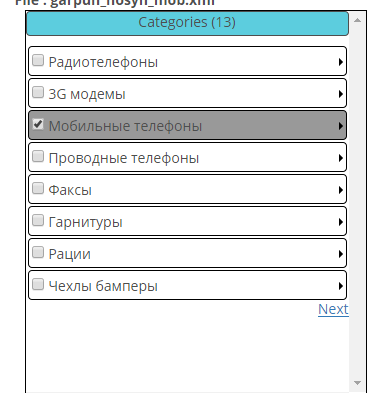 File : garpun_nosyn_mob.xml
Categories (13)
Радиотелефоны
3G модемы
Мобильные телефоны
Проводные телефоны
Факсы
Гарнитуры
Рации
Чехлы бамперы
Next